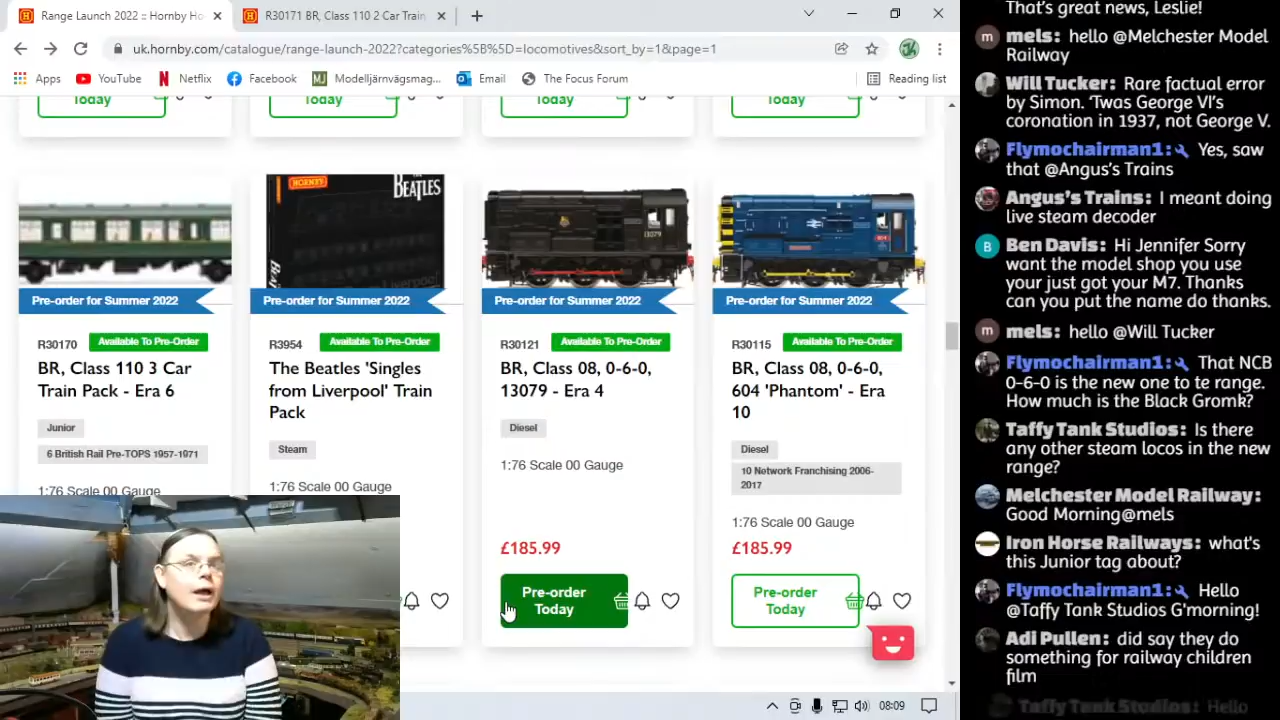 Range Launch 2022 :: Hornby Ho
R30171 BR, Class 110 2 Car Train
uk.hornby.com/catalogue/range-launch-2022?categories%5B%5D=locomotives&sort_by=1&page=1
Apps YouTube Netflix Facebook Modelljärnvägsmag... Email The Focus Forum Reading list
Today Today Today Today
HORNBY
THE
BEATLES
13079
Pre-order for Summer 2022 Pre-order for Summer 2022 Pre-order for Summer 2022 Pre-order for Summer 2022
R30170 Available To Pre-Order
BR, Class 110 3 Car
Train Pack - Era 6
Junior
6 British Rail Pre-TOPS 1957-1971
1:76 Scale 00 Gauge
R3954 Available To Pre-Order
The Beatles 'Singles
from Liverpool' Train
Pack
Steam
1:76 Scale 00 Gauge
R30121 Available To Pre-Order
BR, Class 08, 0-6-0,
13079 - Era 4
Diesel
1:76 Scale 00 Gauge
£185.99
Pre-order
Today
R30115 Available To Pre-Order
BR, Class 08, 0-6-0,
604 'Phantom' - Era
10
Diesel
10 Network Franchising 2006-
2017
1:76 Scale 00 Gauge
£185.99
Pre-order
Today
08:09
That's great news, Leslie!
m mels: hello @Melchester Model
Railway
Will Tucker: Rare factual error
by Simon. 'Twas George VI's
coronation in 1937, not George V.
Flymochairman1: Yes, saw
that @Angus's Trains
Angus's Trains: I meant doing
live steam decoder
B Ben Davis: Hi Jennifer Sorry
want the model shop you use
your just got your M7. Thanks
can you put the name do thanks.
m mels: hello @Will Tucker
Flymochairman1: That NCB
0-6-0 is the new one to te range.
How much is the Black Gromk?
Taffy Tank Studios: Is there
any other steam locos in the new
range?
Melchester Model Railway:
Good Morning@mels
Iron Horse Railways: what's
this Junior tag about?
Flymochairman1: Hello
@Taffy Tank Studios G'morning!
Adi Pullen: did say they do
something for railway children
film
Taffy Tank Studios: Hello